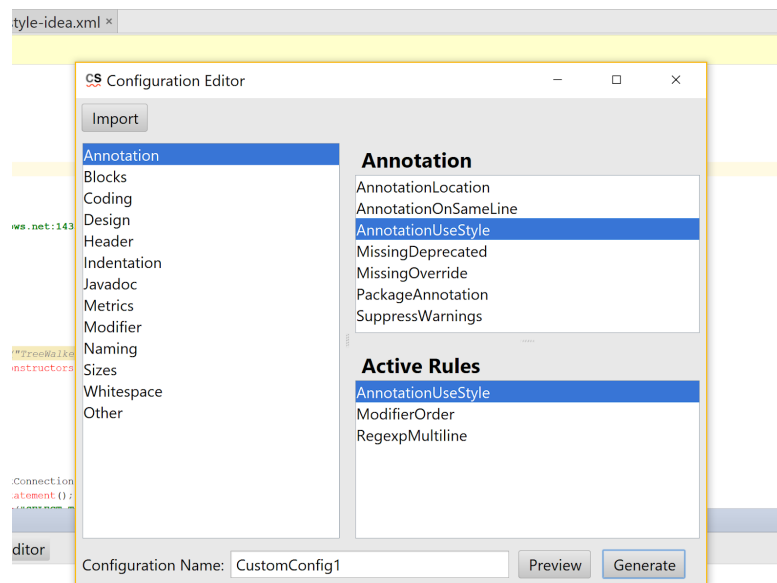 style-idea.xml ×
CS Configuration Editor
Import
Annotation
Blocks
Coding
Design
Header
Indentation
Javadoc
Metrics
Modifier
Naming
Sizes
Whitespace
Other
Annotation
AnnotationLocation
AnnotationOnSameLine
AnnotationUseStyle
MissingDeprecated
MissingOverride
PackageAnnotation
SuppressWarnings
Active Rules
AnnotationUseStyle
ModifierOrder
RegexpMultiline
ows.net:143
"TreeWalke
onstructors
Connection
atement();
ditor
Configuration Name: CustomConfig1 Preview Generate